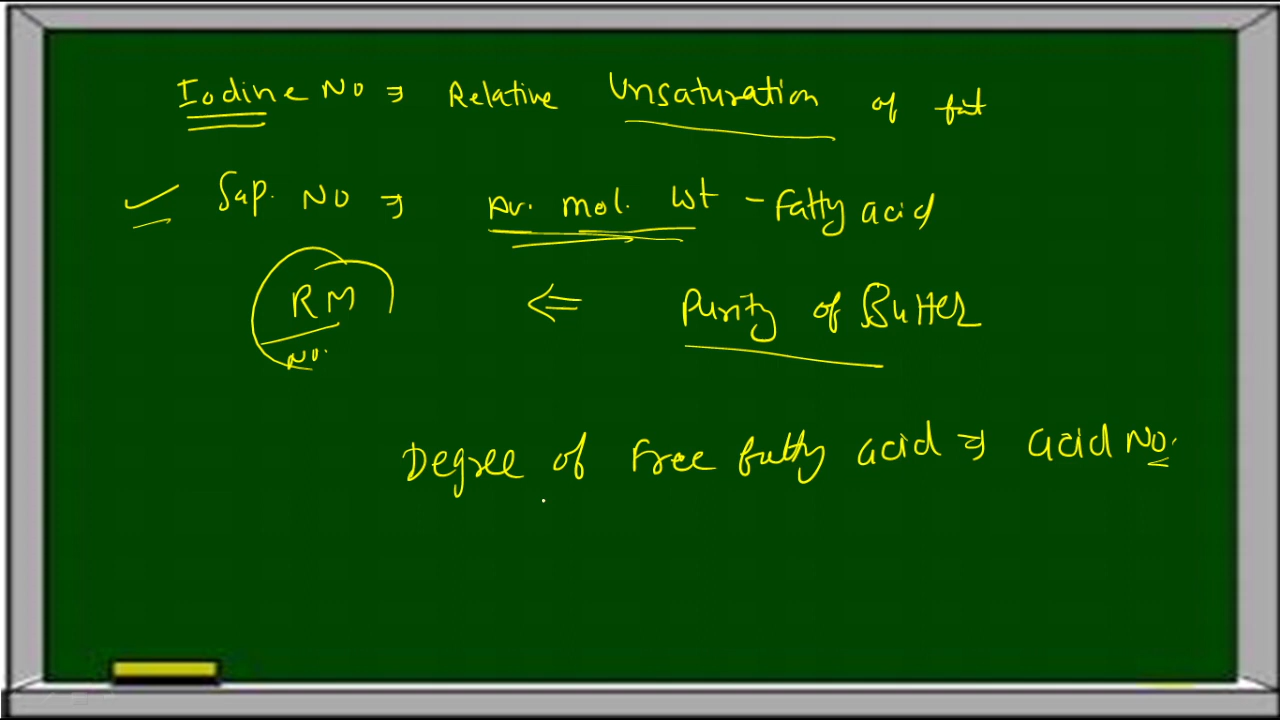 Iodine No ⇒ Relative Unsaturation of fat
✓ Sap. No ⇒ Av. mol. wt - Fatty acid
RM No. ⇐ Purity of Butter
Degree of Free fatty acid ⇒ acid No.